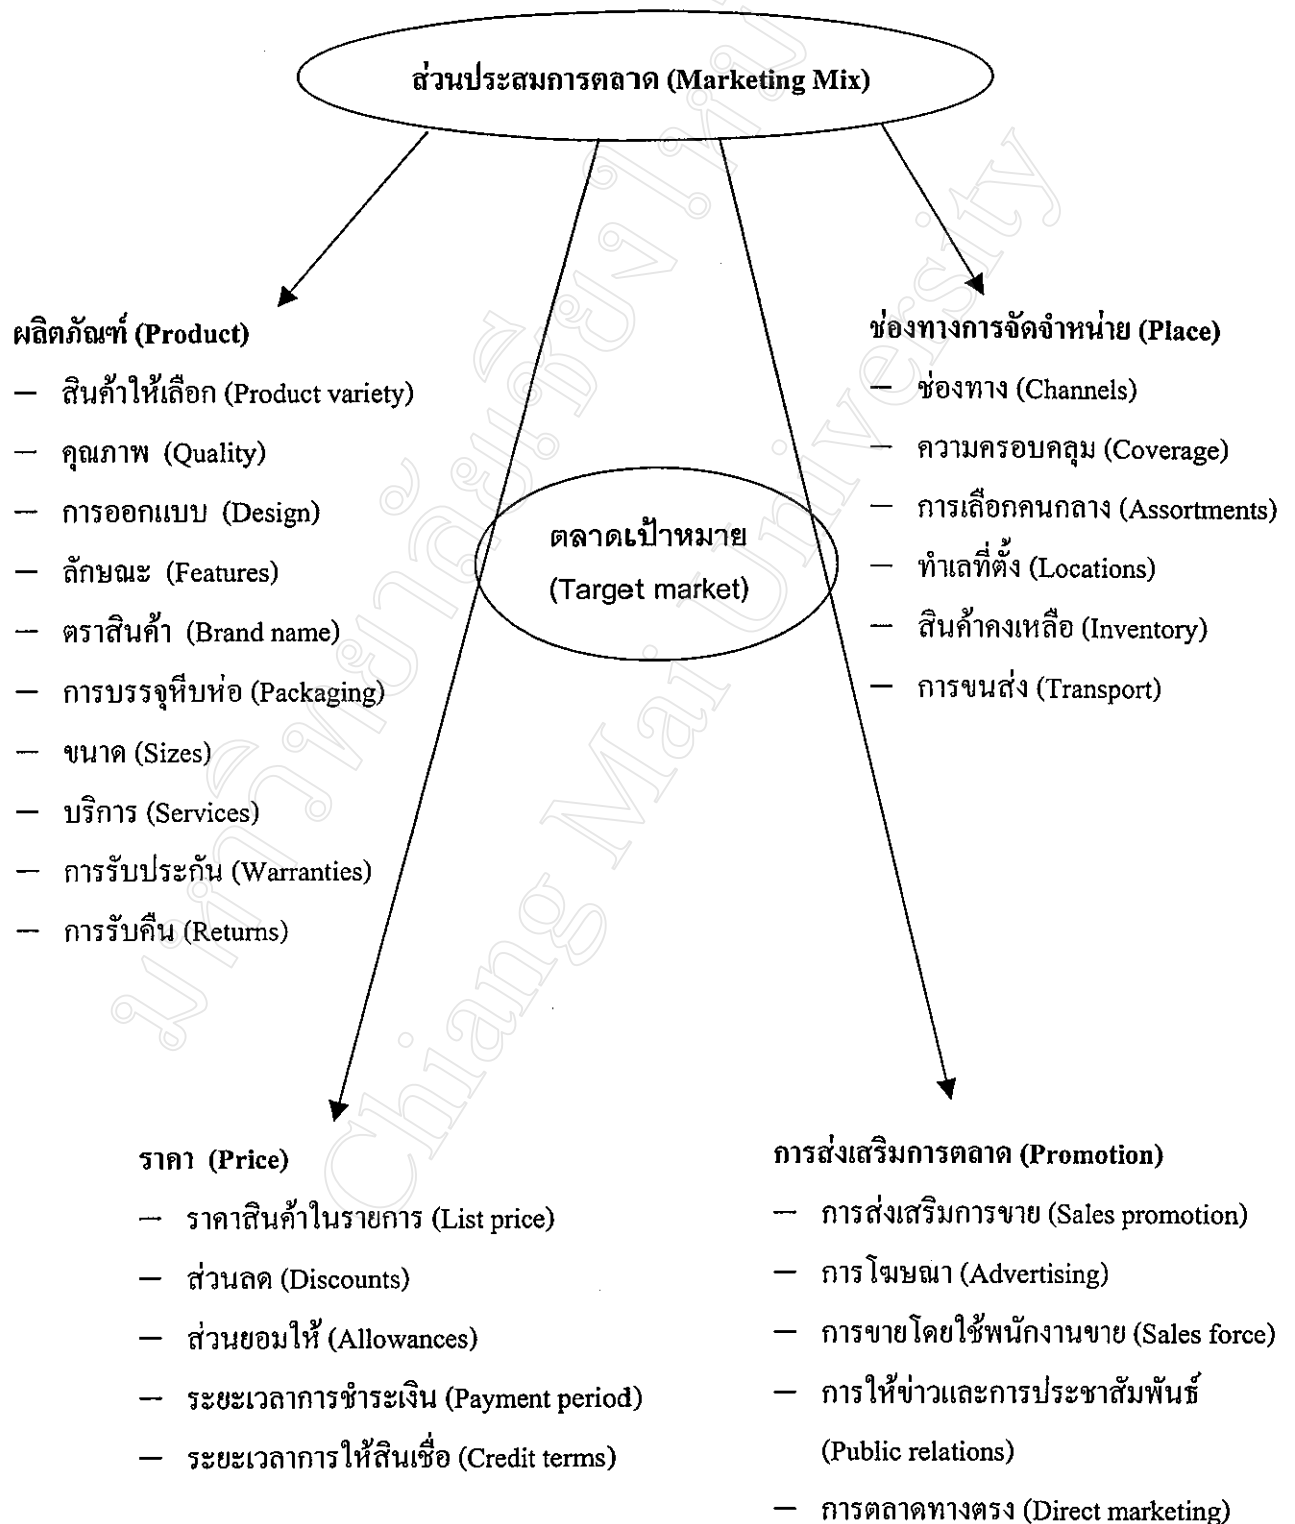 ส่วนประสมการตลาด (Marketing Mix)
ผลิตภัณฑ์ (Product)
— สินค้าให้เลือก (Product variety)
— คุณภาพ (Quality)
— การออกแบบ (Design)
— ลักษณะ (Features)
— ตราสินค้า (Brand name)
— การบรรจุหีบห่อ (Packaging)
— ขนาด (Sizes)
— บริการ (Services)
— การรับประกัน (Warranties)
— การรับคืน (Returns)
ตลาดเป้าหมาย
(Target market)
ช่องทางการจัดจำหน่าย (Place)
— ช่องทาง (Channels)
— ความครอบคลุม (Coverage)
— การเลือกคนกลาง (Assortments)
— ทำเลที่ตั้ง (Locations)
— สินค้าคงเหลือ (Inventory)
— การขนส่ง (Transport)
ราคา (Price)
— ราคาสินค้าในรายการ (List price)
— ส่วนลด (Discounts)
— ส่วนยอมให้ (Allowances)
— ระยะเวลาการชำระเงิน (Payment period)
— ระยะเวลาการให้สินเชื่อ (Credit terms)
การส่งเสริมการตลาด (Promotion)
— การส่งเสริมการขาย (Sales promotion)
— การโฆษณา (Advertising)
— การขายโดยใช้พนักงานขาย (Sales force)
— การให้ข่าวและการประชาสัมพันธ์
(Public relations)
— การตลาดทางตรง (Direct marketing)
มหาวิทยาลัยเชียงใหม่
Chiang Mai University